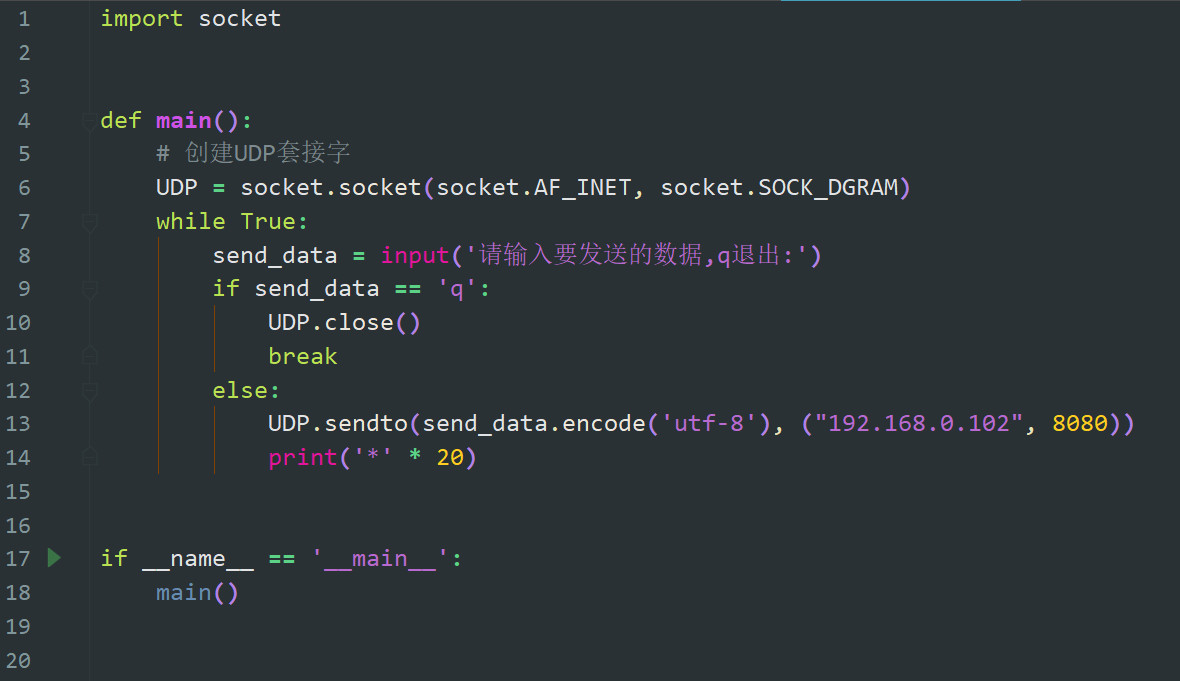 1 import socket
2
3
4 def main():
5     # 创建UDP套接字
6     UDP = socket.socket(socket.AF_INET, socket.SOCK_DGRAM)
7     while True:
8         send_data = input('请输入要发送的数据,q退出:')
9         if send_data == 'q':
10             UDP.close()
11             break
12         else:
13             UDP.sendto(send_data.encode('utf-8'), ("192.168.0.102", 8080))
14             print('*' * 20)
15
16
17 if __name__ == '__main__':
18     main()
19
20